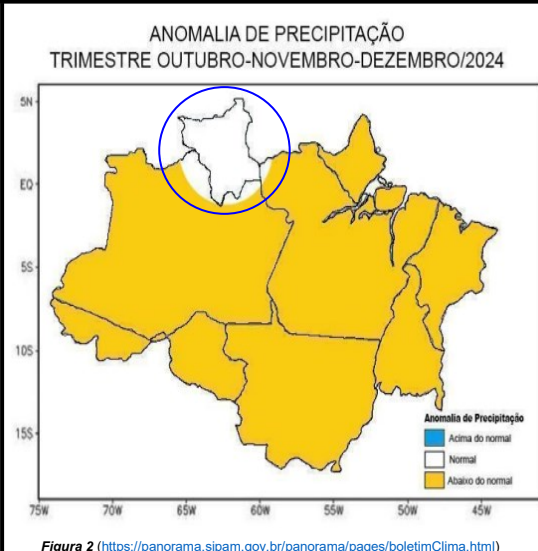 ANOMALIA DE PRECIPITAÇÃO
TRIMESTRE OUTUBRO-NOVEMBRO-DEZEMBRO/2024
5N
EQ
5S
10S
15S
75W 70W 65W 60W 55W 50W 45W
Anomalia de Precipitação
Acima do normal
Normal
Abaixo do normal
Figura 2 (https://panorama.sipam.gov.br/panorama/pages/boletimClima.html)